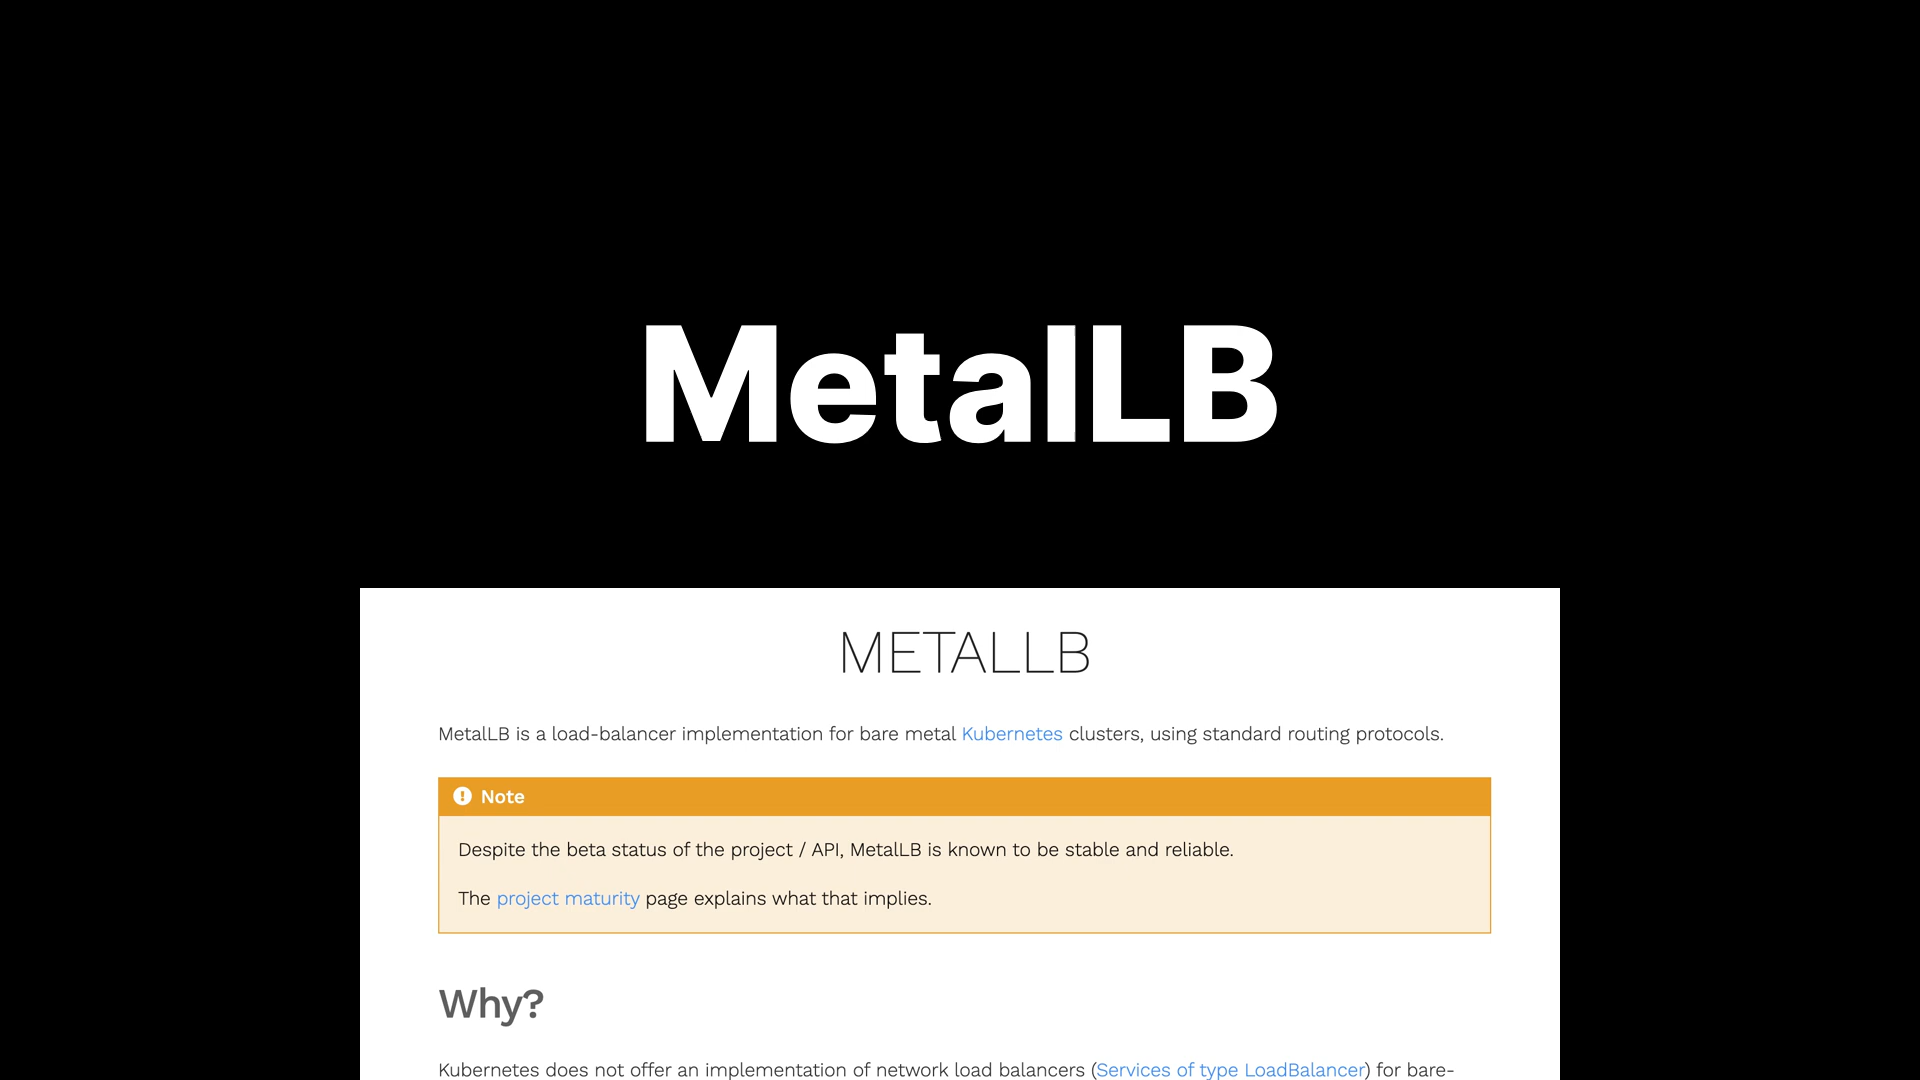 MetalLB
METALLB
MetalLB is a load-balancer implementation for bare metal Kubernetes clusters, using standard routing protocols.
Note
Despite the beta status of the project / API, MetalLB is known to be stable and reliable.
The project maturity page explains what that implies.
Why?
Kubernetes does not offer an implementation of network load balancers (Services of type LoadBalancer) for bare-